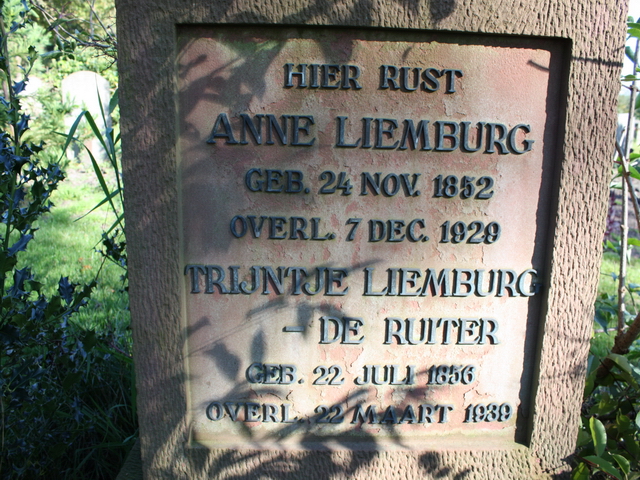 HIER RUST
ANNE LIEMBURG
GEB. 24 NOV. 1852
OVERL. 7 DEC. 1929
TRIJNTJE LIEMBURG
– DE RUITER
GEB. 22 JULI 1856
OVERL. 22 MAART 1939